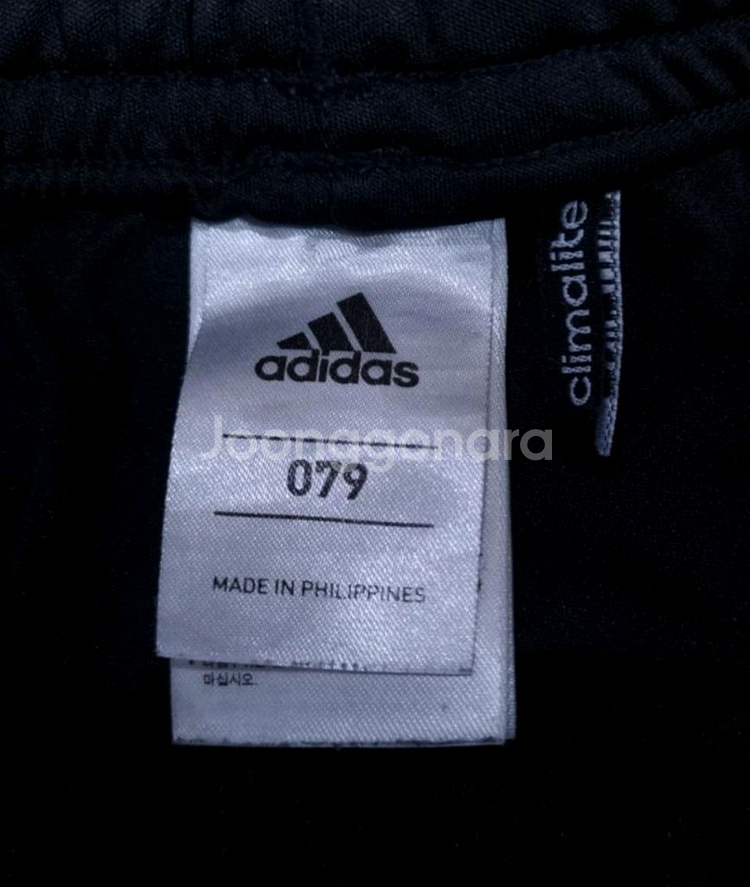 adidas
climalite
Joonggonara
079
MADE IN PHILIPPINES
마십시오.